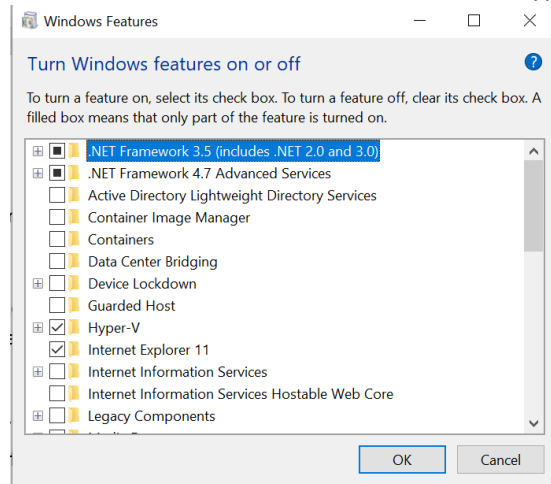 Windows Features
Turn Windows features on or off
To turn a feature on, select its check box. To turn a feature off, clear its check box. A
filled box means that only part of the feature is turned on.
.NET Framework 3.5 (includes .NET 2.0 and 3.0)
.NET Framework 4.7 Advanced Services
Active Directory Lightweight Directory Services
Container Image Manager
Containers
Data Center Bridging
Device Lockdown
Guarded Host
Hyper-V
Internet Explorer 11
Internet Information Services
Internet Information Services Hostable Web Core
Legacy Components
OK
Cancel